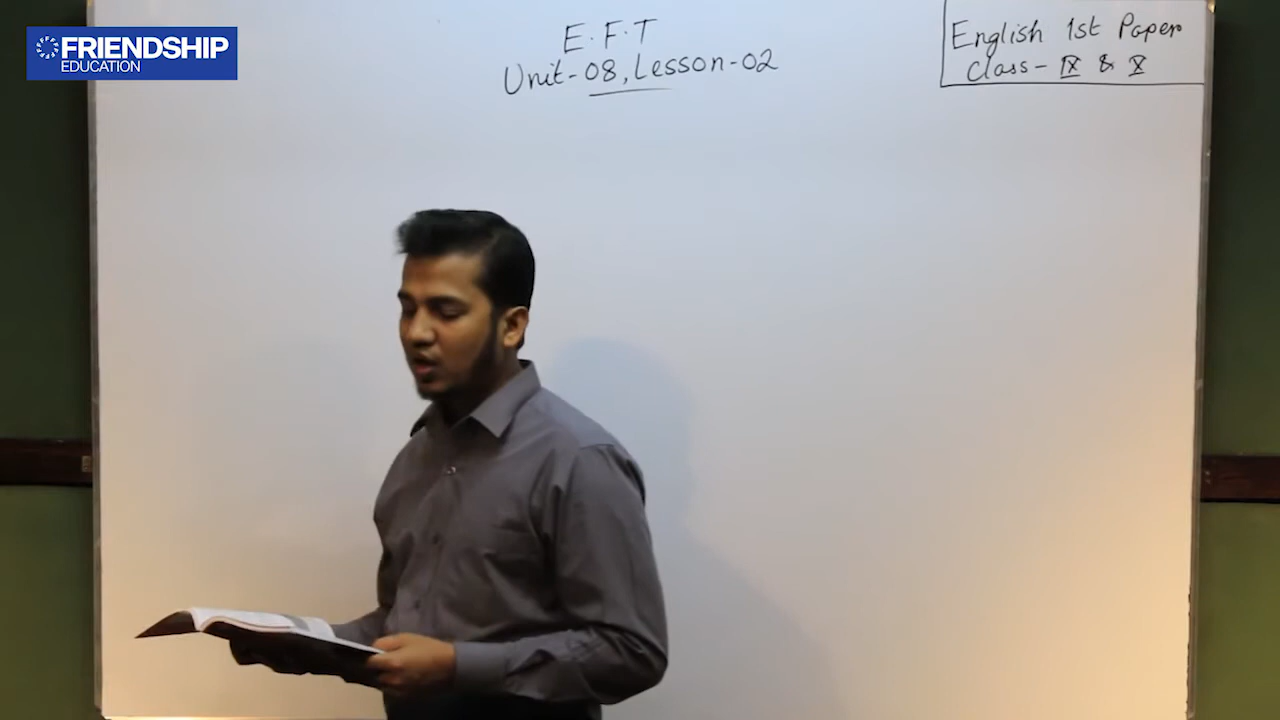 FRIENDSHIP
EDUCATION
E.F.T
Unit-08, Lesson-02
English 1st Paper
Class- IX & X